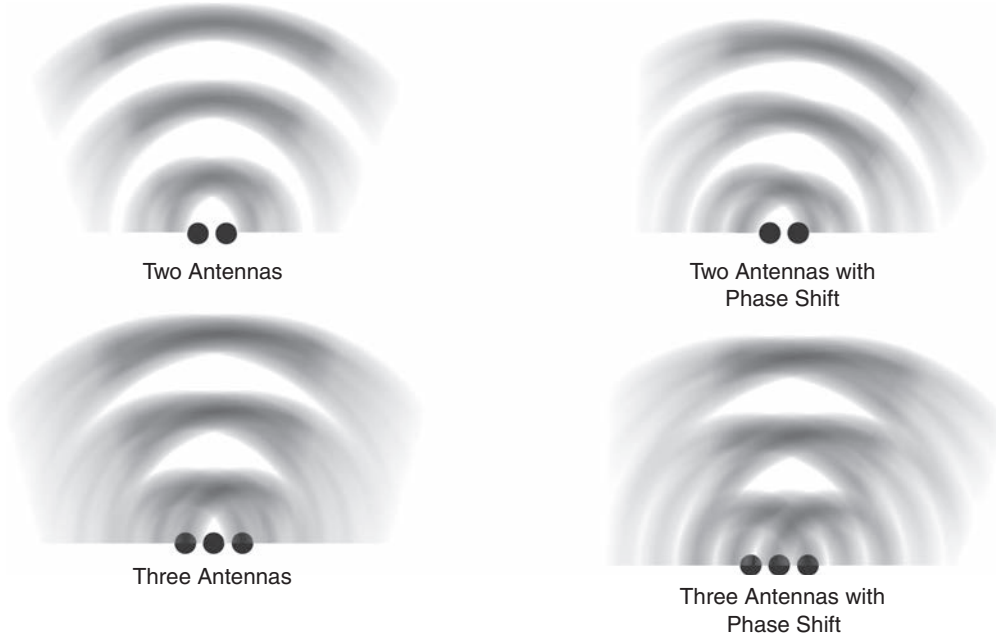 Two Antennas
Two Antennas with
Phase Shift
Three Antennas
Three Antennas with
Phase Shift